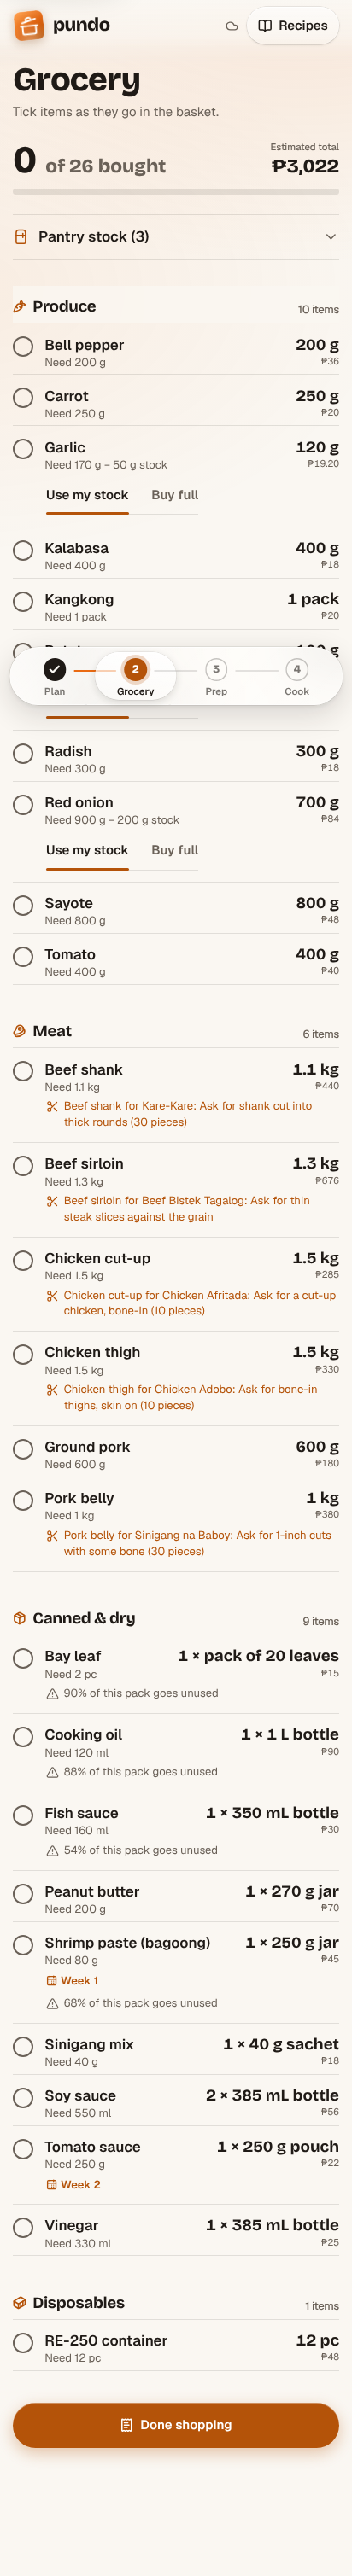 pundo
Recipes
Grocery
Tick items as they go in the basket.
0 of 26 bought
Estimated total
₱3,022
Pantry stock (3)
Produce
10 items
Bell pepper
200 g
Need 200 g
₱36
Carrot
250 g
Need 250 g
₱20
Garlic
120 g
Need 170 g – 50 g stock
₱19.20
Use my stock
Buy full
Kalabasa
400 g
Need 400 g
₱18
Kangkong
1 pack
Need 1 pack
₱20
2
3
4
Plan
Grocery
Prep
Cook
Radish
300 g
Need 300 g
₱18
Red onion
700 g
Need 900 g – 200 g stock
₱84
Use my stock
Buy full
Sayote
800 g
Need 800 g
₱48
Tomato
400 g
Need 400 g
₱40
Meat
6 items
Beef shank
1.1 kg
Need 1.1 kg
₱440
Beef shank for Kare-Kare: Ask for shank cut into
thick rounds (30 pieces)
Beef sirloin
1.3 kg
Need 1.3 kg
₱676
Beef sirloin for Beef Bistek Tagalog: Ask for thin
steak slices against the grain
Chicken cut-up
1.5 kg
Need 1.5 kg
₱285
Chicken cut-up for Chicken Afritada: Ask for a cut-up
chicken, bone-in (10 pieces)
Chicken thigh
1.5 kg
Need 1.5 kg
₱330
Chicken thigh for Chicken Adobo: Ask for bone-in
thighs, skin on (10 pieces)
Ground pork
600 g
Need 600 g
₱180
Pork belly
1 kg
Need 1 kg
₱380
Pork belly for Sinigang na Baboy: Ask for 1-inch cuts
with some bone (30 pieces)
Canned & dry
9 items
Bay leaf
1 × pack of 20 leaves
Need 2 pc
₱15
90% of this pack goes unused
Cooking oil
1 × 1 L bottle
Need 120 ml
₱90
88% of this pack goes unused
Fish sauce
1 × 350 mL bottle
Need 160 ml
₱30
54% of this pack goes unused
Peanut butter
1 × 270 g jar
Need 200 g
₱70
Shrimp paste (bagoong)
1 × 250 g jar
Need 80 g
₱45
Week 1
68% of this pack goes unused
Sinigang mix
1 × 40 g sachet
Need 40 g
₱18
Soy sauce
2 × 385 mL bottle
Need 550 ml
₱56
Tomato sauce
1 × 250 g pouch
Need 250 g
₱22
Week 2
Vinegar
1 × 385 mL bottle
Need 330 ml
₱25
Disposables
1 items
RE-250 container
12 pc
Need 12 pc
₱48
Done shopping